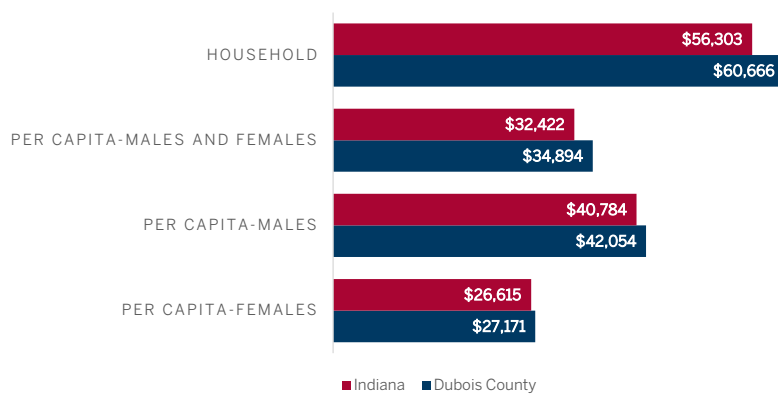 HOUSEHOLD
$56,303
$60,666
PER CAPITA-MALES AND FEMALES
$32,422
$34,894
PER CAPITA-MALES
$40,784
$42,054
PER CAPITA-FEMALES
$26,615
$27,171
Indiana Dubois County